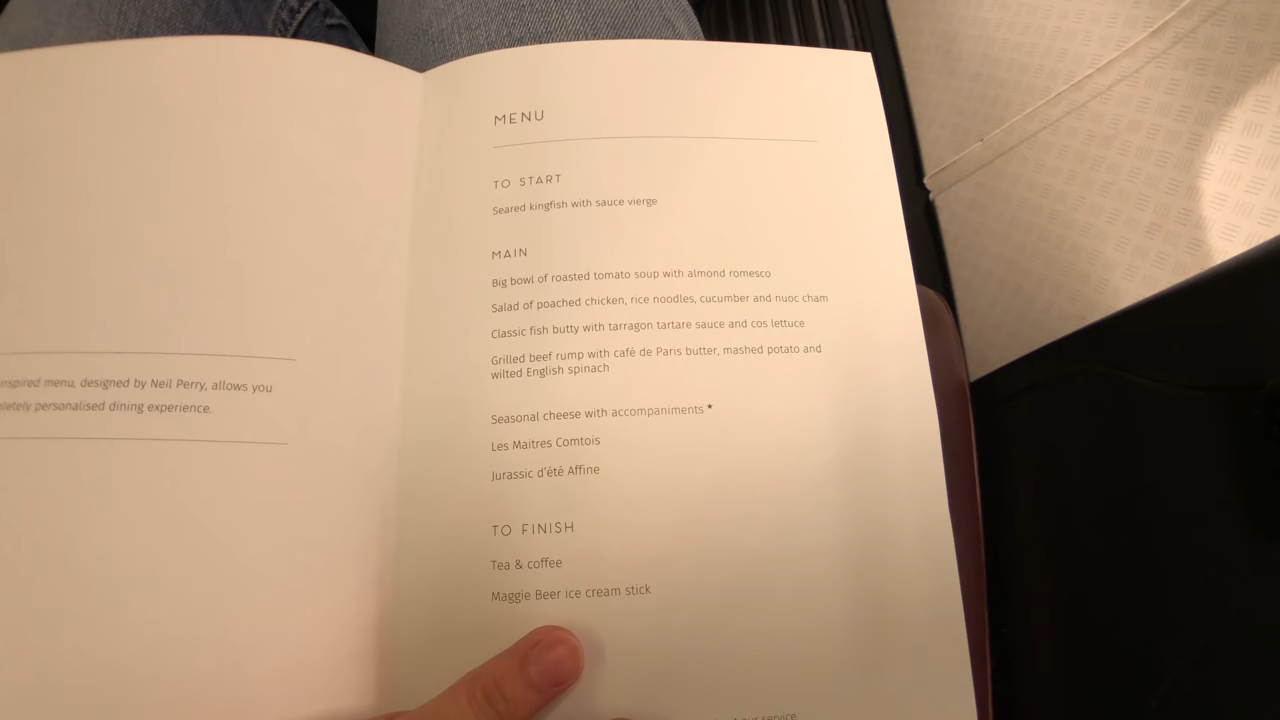 inspired menu, designed by Neil Perry, allows you
personalised dining experience.
MENU
TO START
Seared kingfish with sauce vierge
MAIN
Big bowl of roasted tomato soup with almond romesco
Salad of poached chicken, rice noodles, cucumber and nuoc cham
Classic fish butty with tarragon tartare sauce and cos lettuce
Grilled beef rump with café de Paris butter, mashed potato and
wilted English spinach
Seasonal cheese with accompaniments *
Les Maitres Comtois
Jurassic d'été Affine
TO FINISH
Tea & coffee
Maggie Beer ice cream stick
our service